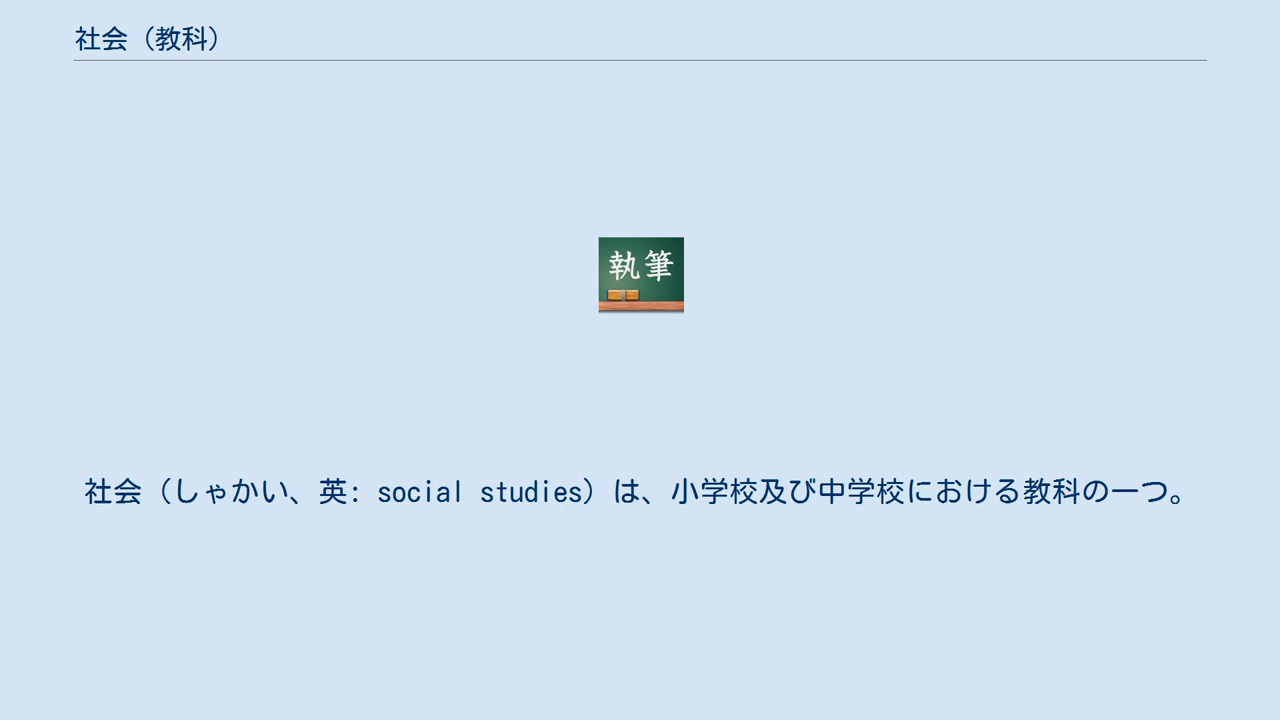 社会（教科）
執筆
社会（しゃかい、英: social studies）は、小学校及び中学校における教科の一つ。